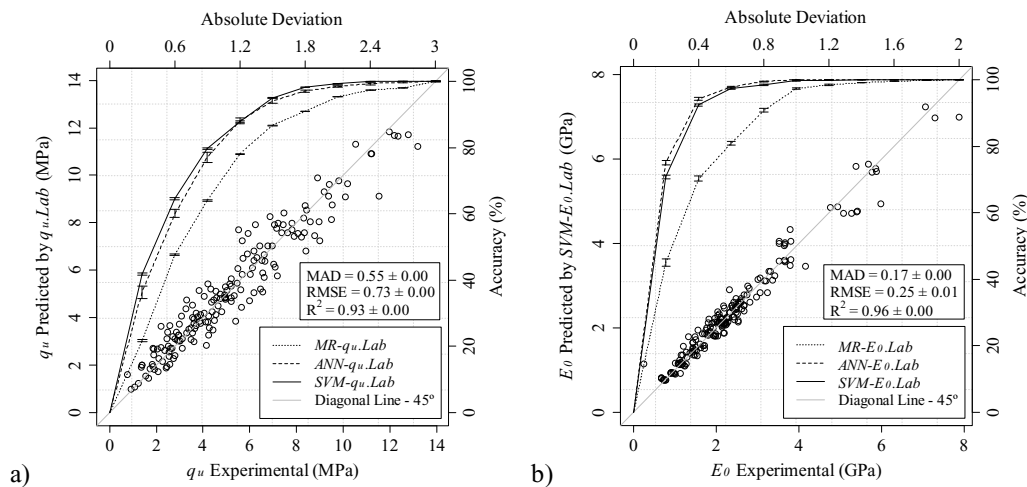 Absolute Deviation
0 0.6 1.2 1.8 2.4 3
14
12
10
8
6
4
2
0
qu Predicted by qu.Lab (MPa)
100
80
60
40
20
0
Accuracy (%)
MAD = 0.55 ± 0.00
RMSE = 0.73 ± 0.00
R² = 0.93 ± 0.00
MR-qu.Lab
ANN-qu.Lab
SVM-qu.Lab
Diagonal Line - 45º
0 2 4 6 8 10 12 14
qu Experimental (MPa)
a)
Absolute Deviation
0 0.4 0.8 1.2 1.6 2
8
6
4
2
0
E0 Predicted by SVM-E0.Lab (GPa)
100
80
60
40
20
0
Accuracy (%)
MAD = 0.17 ± 0.00
RMSE = 0.25 ± 0.01
R² = 0.96 ± 0.00
MR-E0.Lab
ANN-E0.Lab
SVM-E0.Lab
Diagonal Line - 45º
0 2 4 6 8
E0 Experimental (GPa)
b)